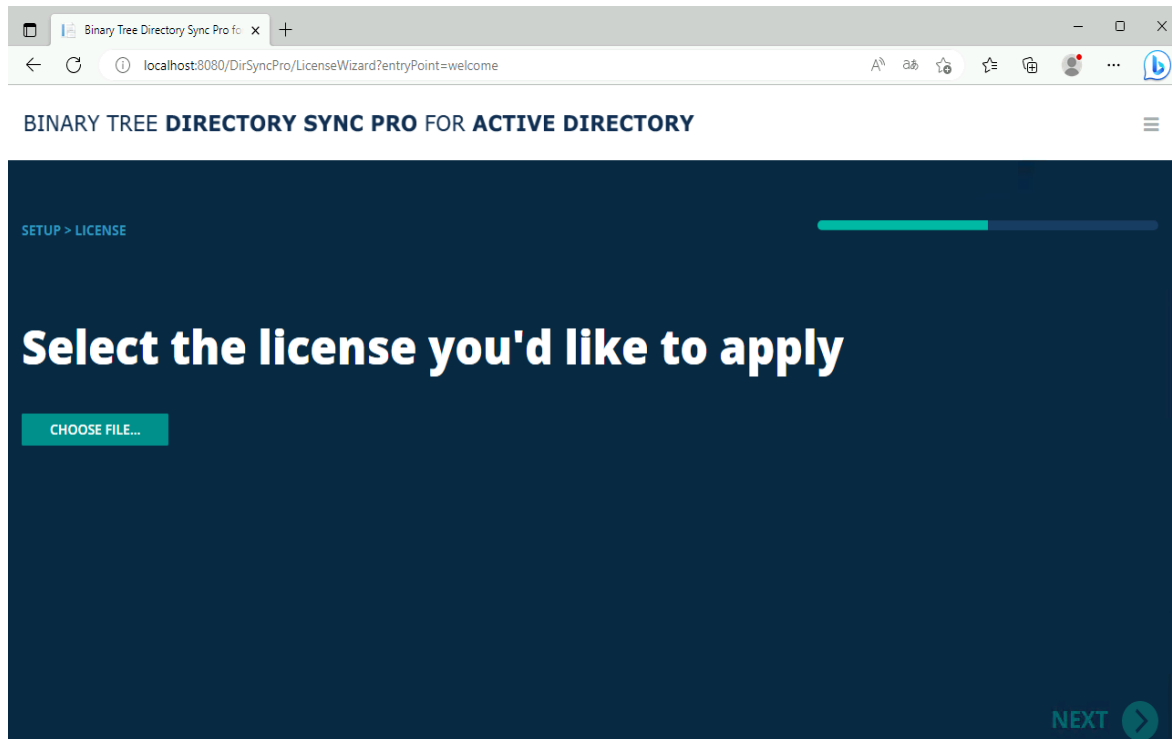 Binary Tree Directory Sync Pro fo
localhost:8080/DirSyncPro/LicenseWizard?entryPoint=welcome
BINARY TREE DIRECTORY SYNC PRO FOR ACTIVE DIRECTORY
SETUP > LICENSE
Select the license you'd like to apply
CHOOSE FILE...
NEXT